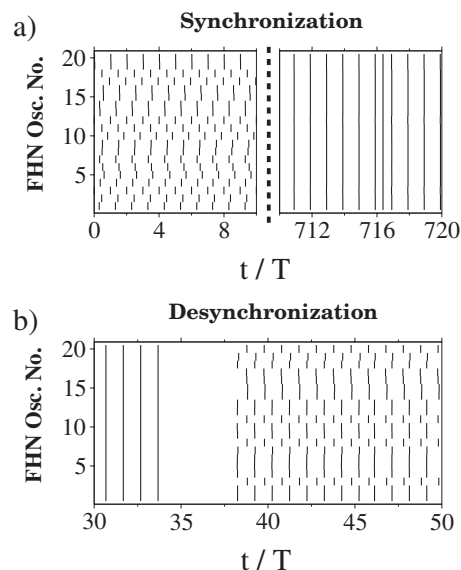 a)
Synchronization
FHN Osc. No.
20
15
10
5
0 4 8 712 716 720
t / T
b)
Desynchronization
FHN Osc. No.
20
15
10
5
30 35 40 45 50
t / T